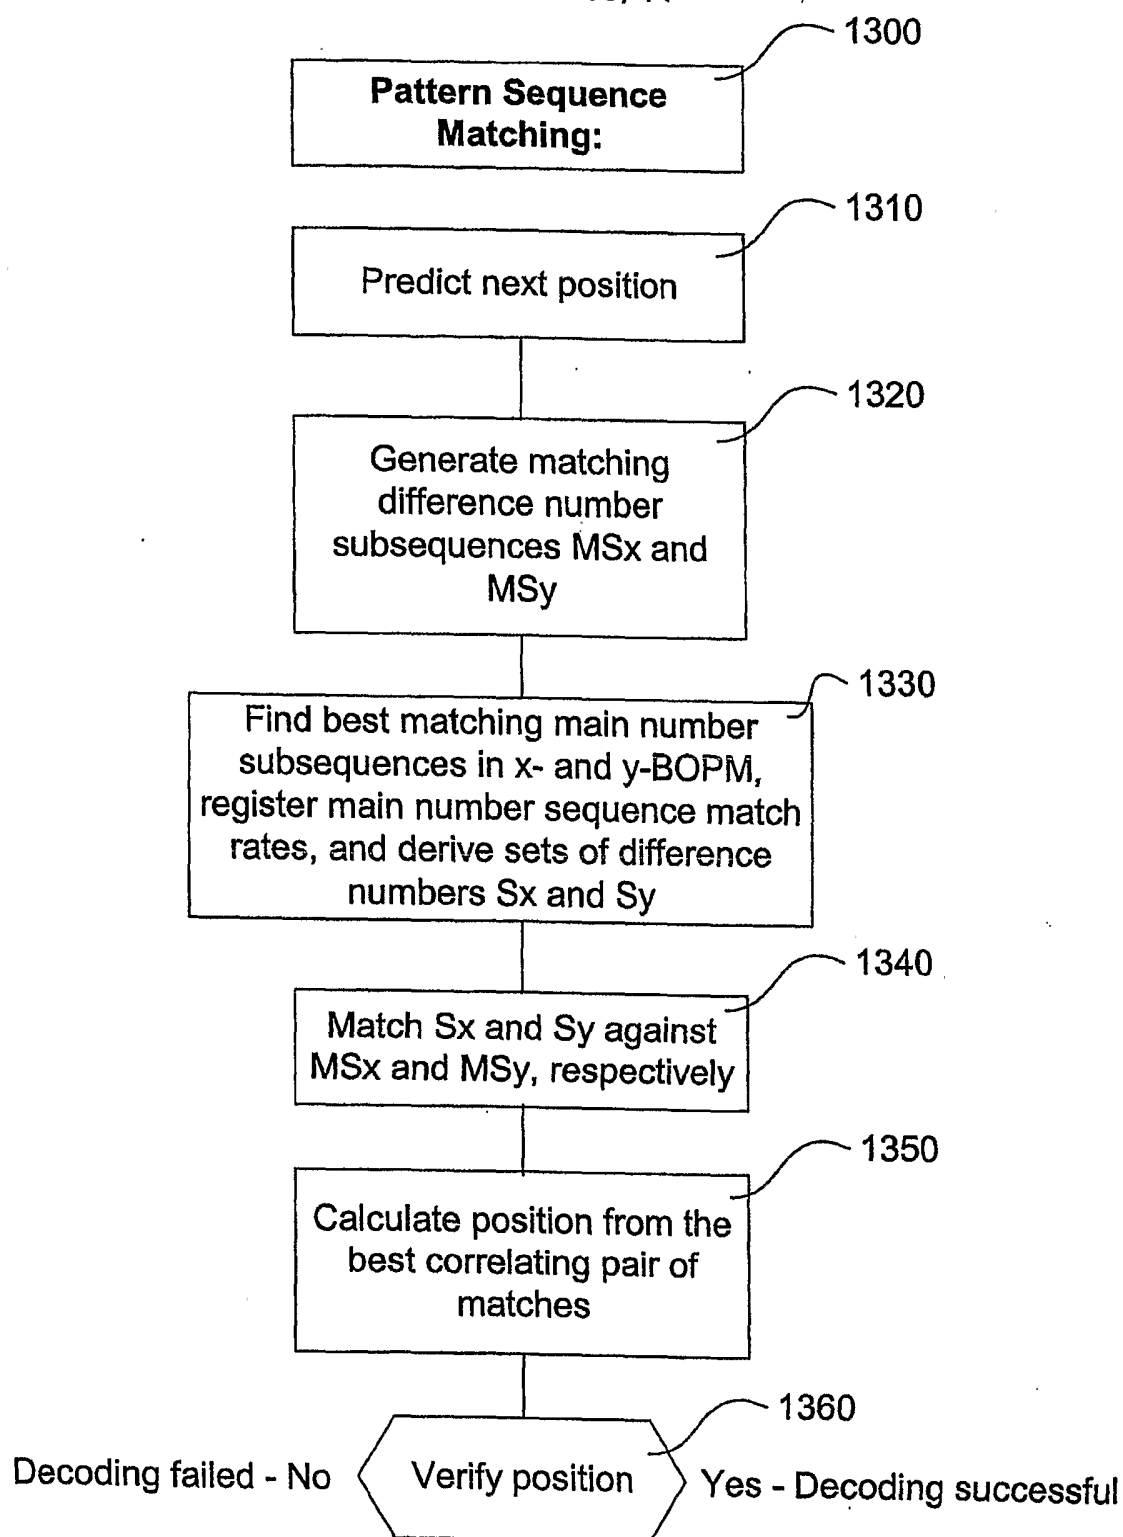 1300
Pattern Sequence
Matching:
1310
Predict next position
1320
Generate matching
difference number
subsequences MSx and
MSy
1330
Find best matching main number
subsequences in x- and y-BOPM,
register main number sequence match
rates, and derive sets of difference
numbers Sx and Sy
1340
Match Sx and Sy against
MSx and MSy, respectively
1350
Calculate position from the
best correlating pair of
matches
1360
Decoding failed - No
Verify position
Yes - Decoding successful